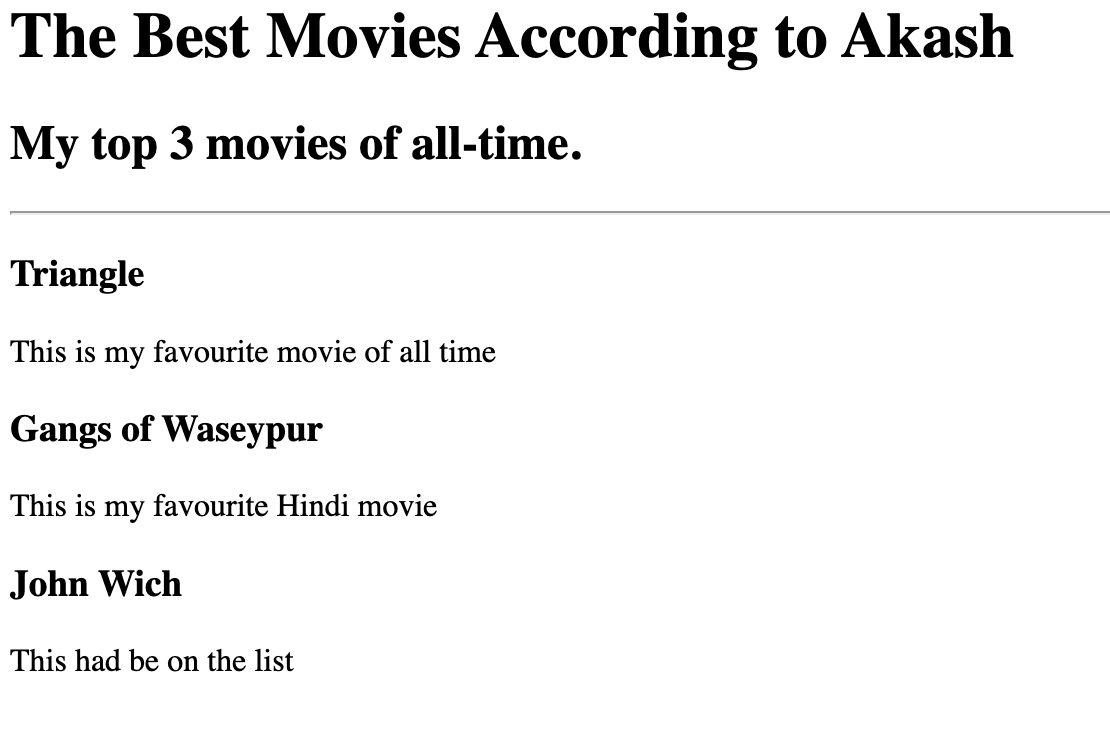 The Best Movies According to Akash
My top 3 movies of all-time.
Triangle
This is my favourite movie of all time
Gangs of Waseypur
This is my favourite Hindi movie
John Wich
This had be on the list